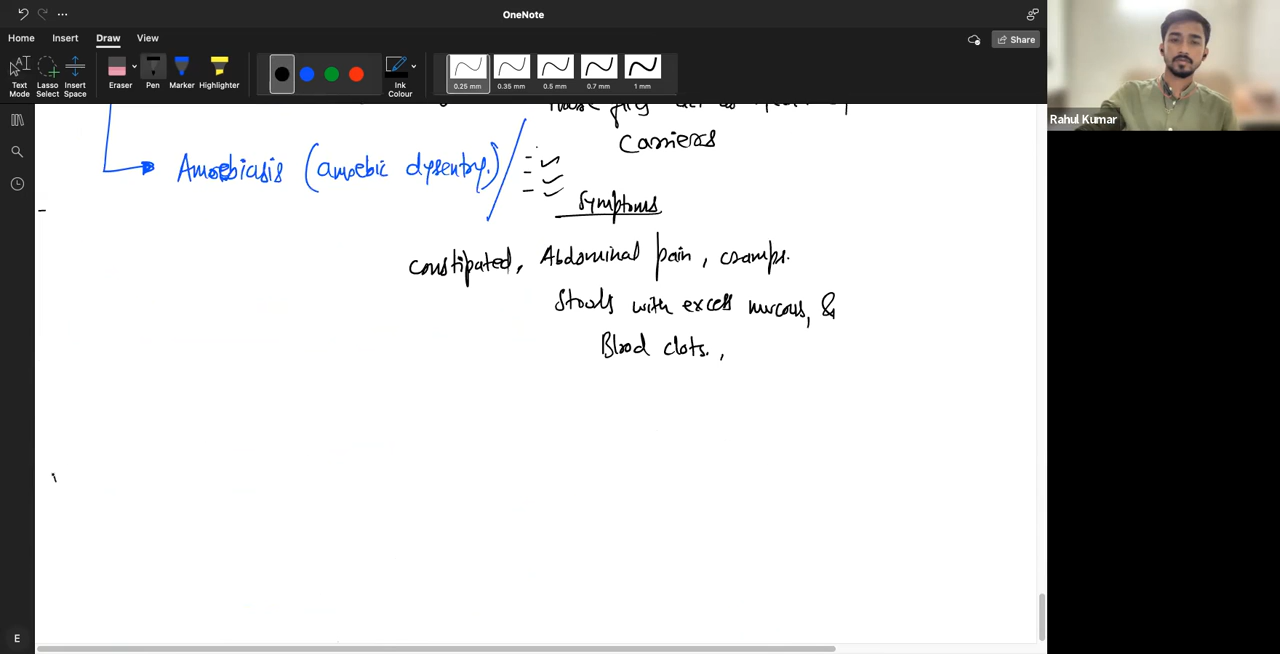 OneNote
Home Insert Draw View
Share
Text Mode Lasso Select Insert Space Eraser Pen Marker Highlighter Ink Colour 0.25 mm 0.35 mm 0.5 mm 0.7 mm 1 mm
Rahul Kumar
Carriers
Amoebiasis (amoebic dysentry.)
Symptoms
constipated, Abdominal pain, cramps.
Stools with excess mucous, &
Blood clots.,
E